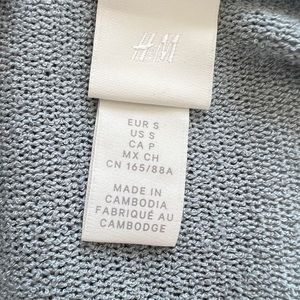 H&M
EUR S
US S
CA P
MX CH
CN 165/88A
MADE IN
CAMBODIA
FABRIQUÉ AU
CAMBODGE